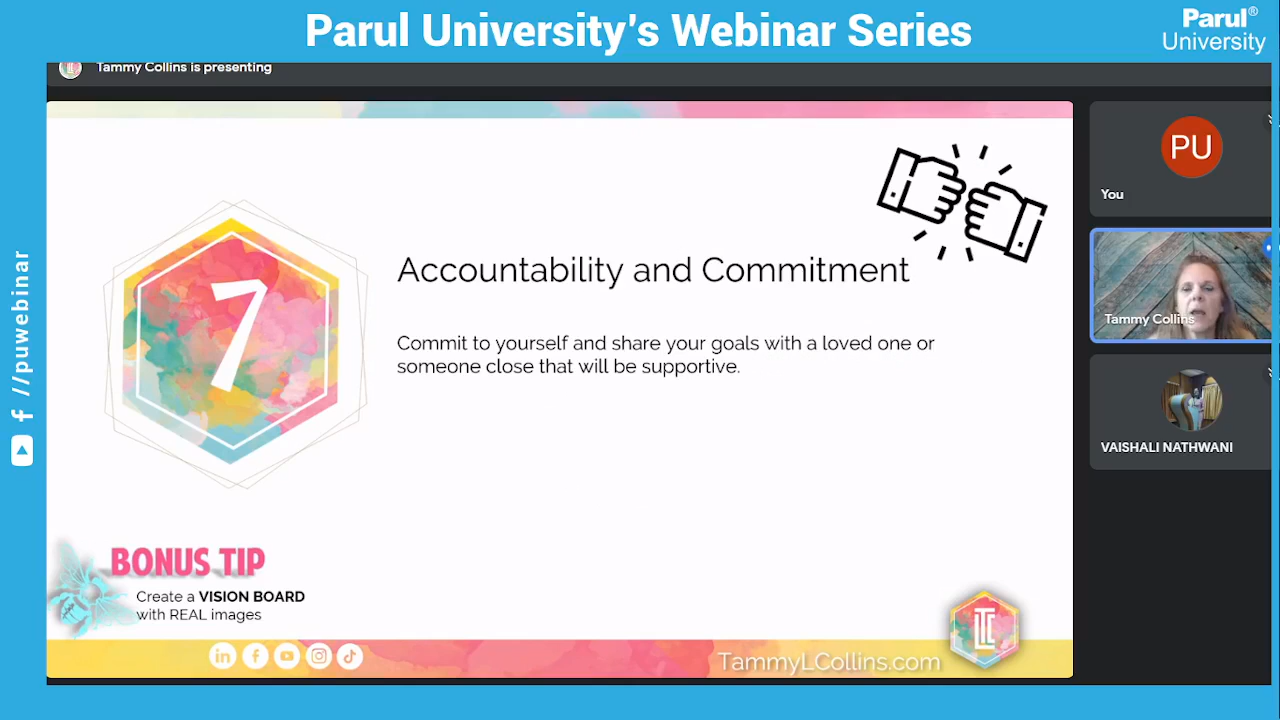 Parul University's Webinar Series
Parul®
University
Tammy Collins is presenting
PU
You
Tammy Collins
VAISHALI NATHWANI
//puwebinar
7
Accountability and Commitment
Commit to yourself and share your goals with a loved one or
someone close that will be supportive.
BONUS TIP
Create a VISION BOARD
with REAL images
TammyLCollins.com
TLC